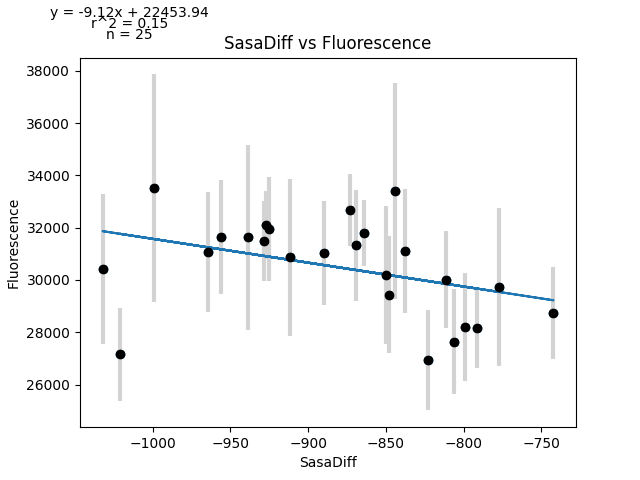 y = -9.12x + 22453.94
r^2 = 0.15
n = 25
SasaDiff vs Fluorescence
38000
36000
34000
32000
30000
28000
26000
Fluorescence
−1000
−950
−900
−850
−800
−750
SasaDiff